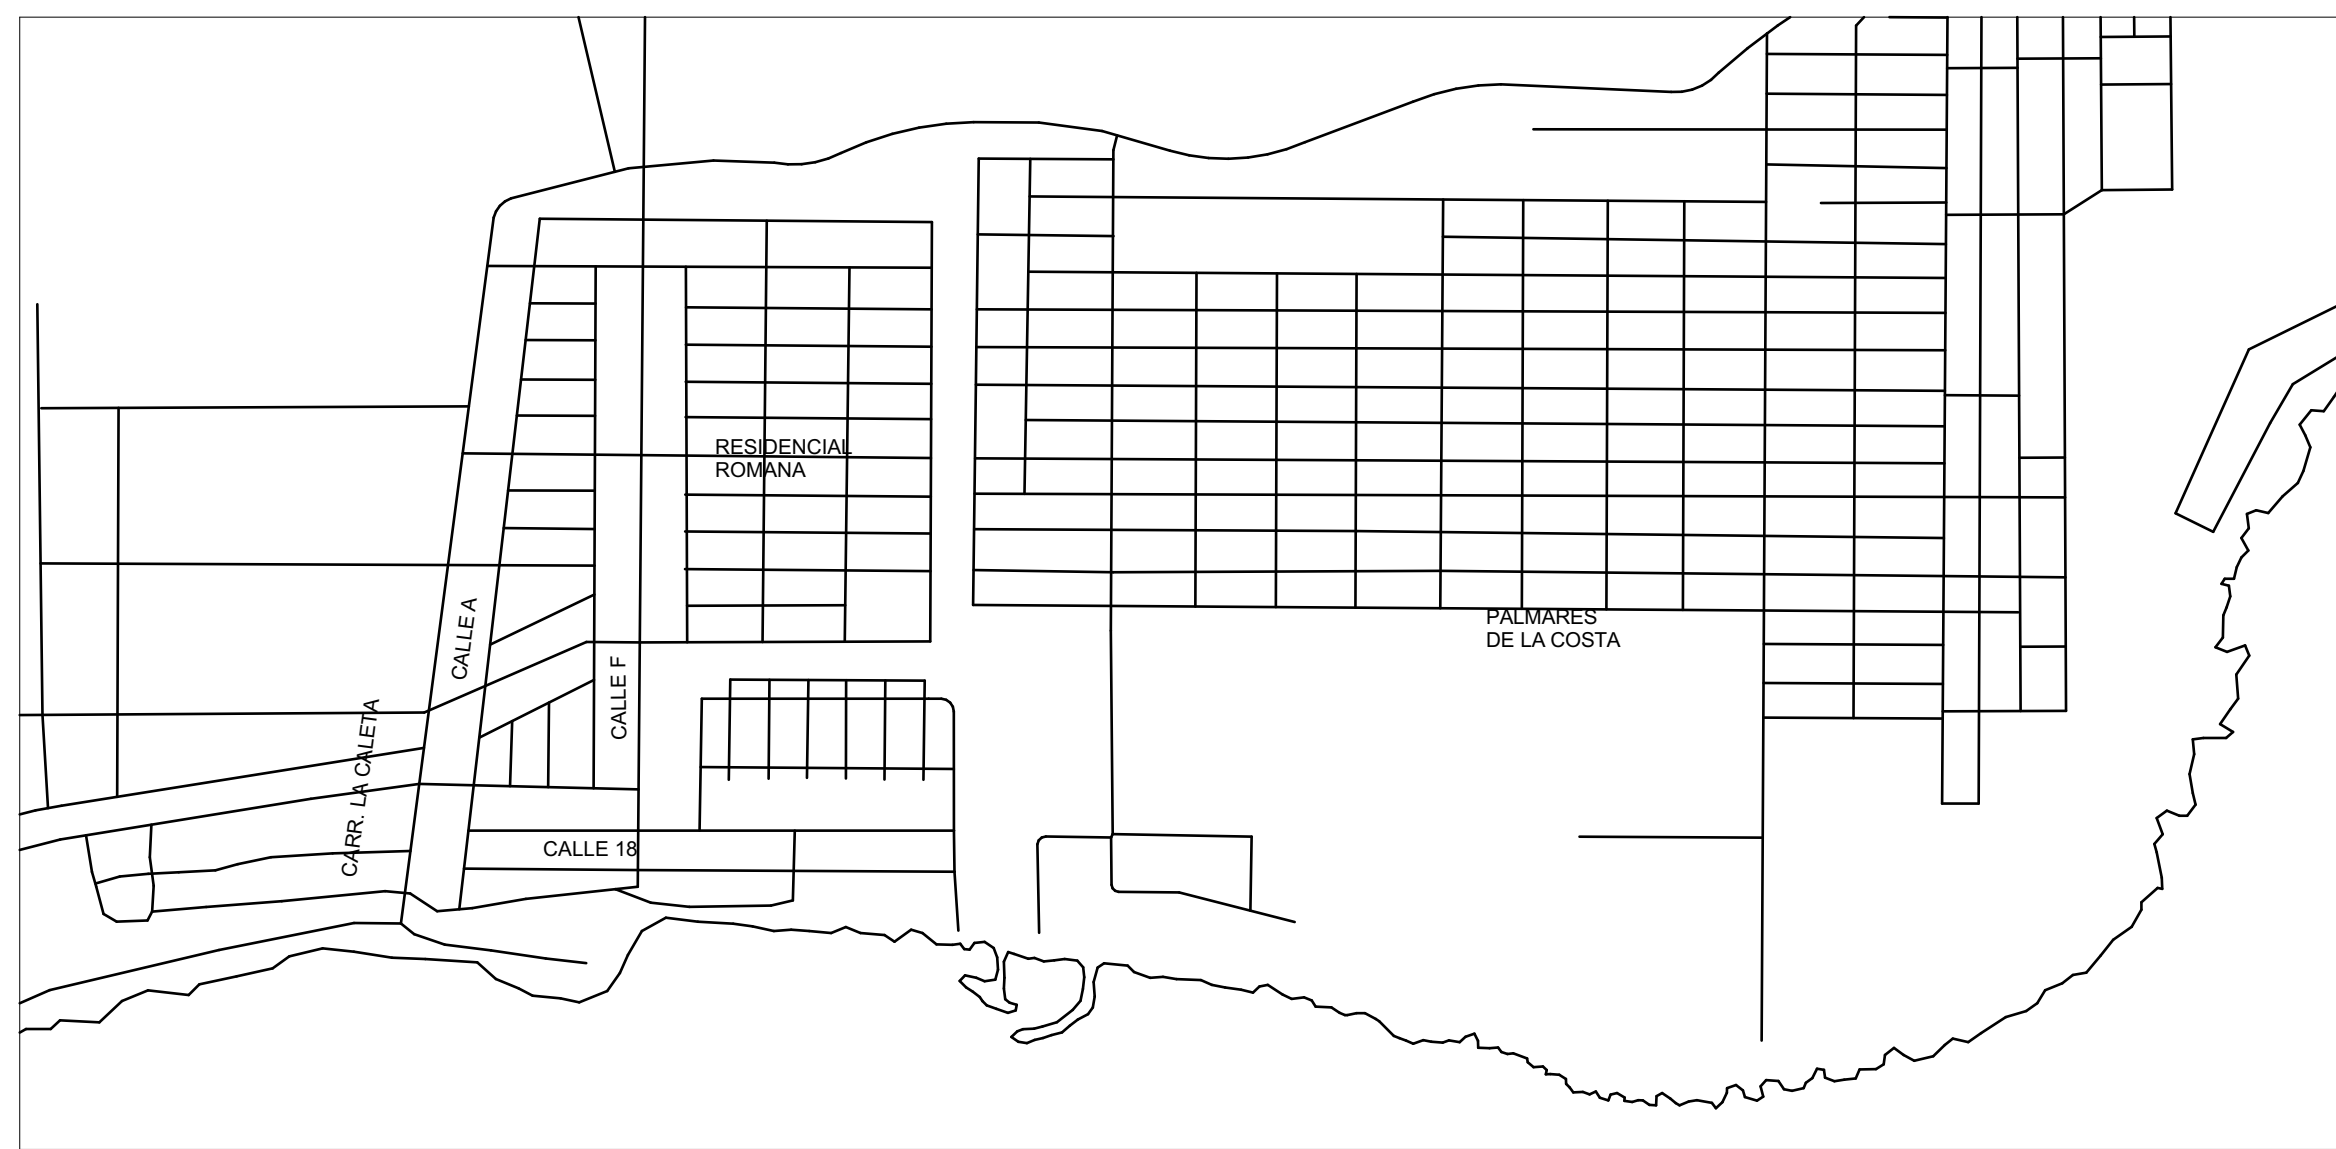 RESIDENCIAL
ROMANA
CALLE A
PALMARES
DE LA COSTA
CALLE F
CARR. LA CALETA
CALLE 18